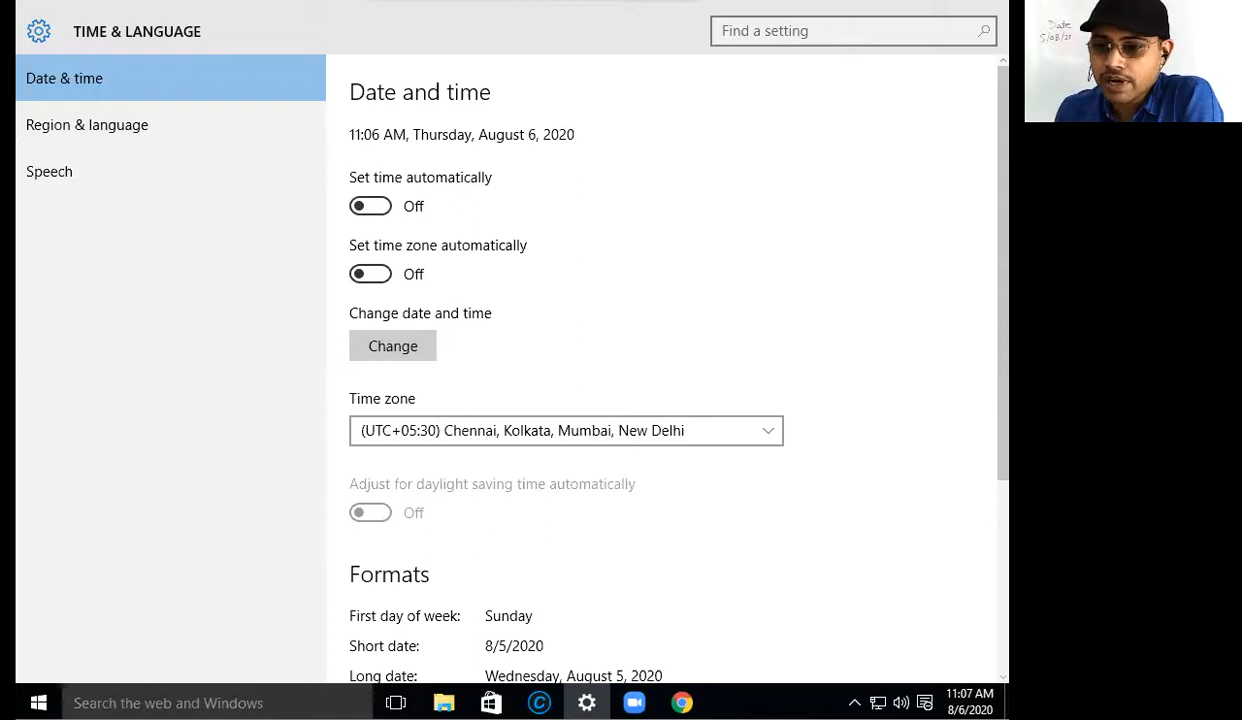 TIME & LANGUAGE
Find a setting
Date & time
Region & language
Speech
Date and time
11:06 AM, Thursday, August 6, 2020
Set time automatically
Off
Set time zone automatically
Off
Change date and time
Change
Time zone
(UTC+05:30) Chennai, Kolkata, Mumbai, New Delhi
Adjust for daylight saving time automatically
Off
Formats
First day of week: Sunday
Short date: 8/5/2020
Long date: Wednesday, August 5, 2020
Search the web and Windows
11:07 AM
8/6/2020
Date